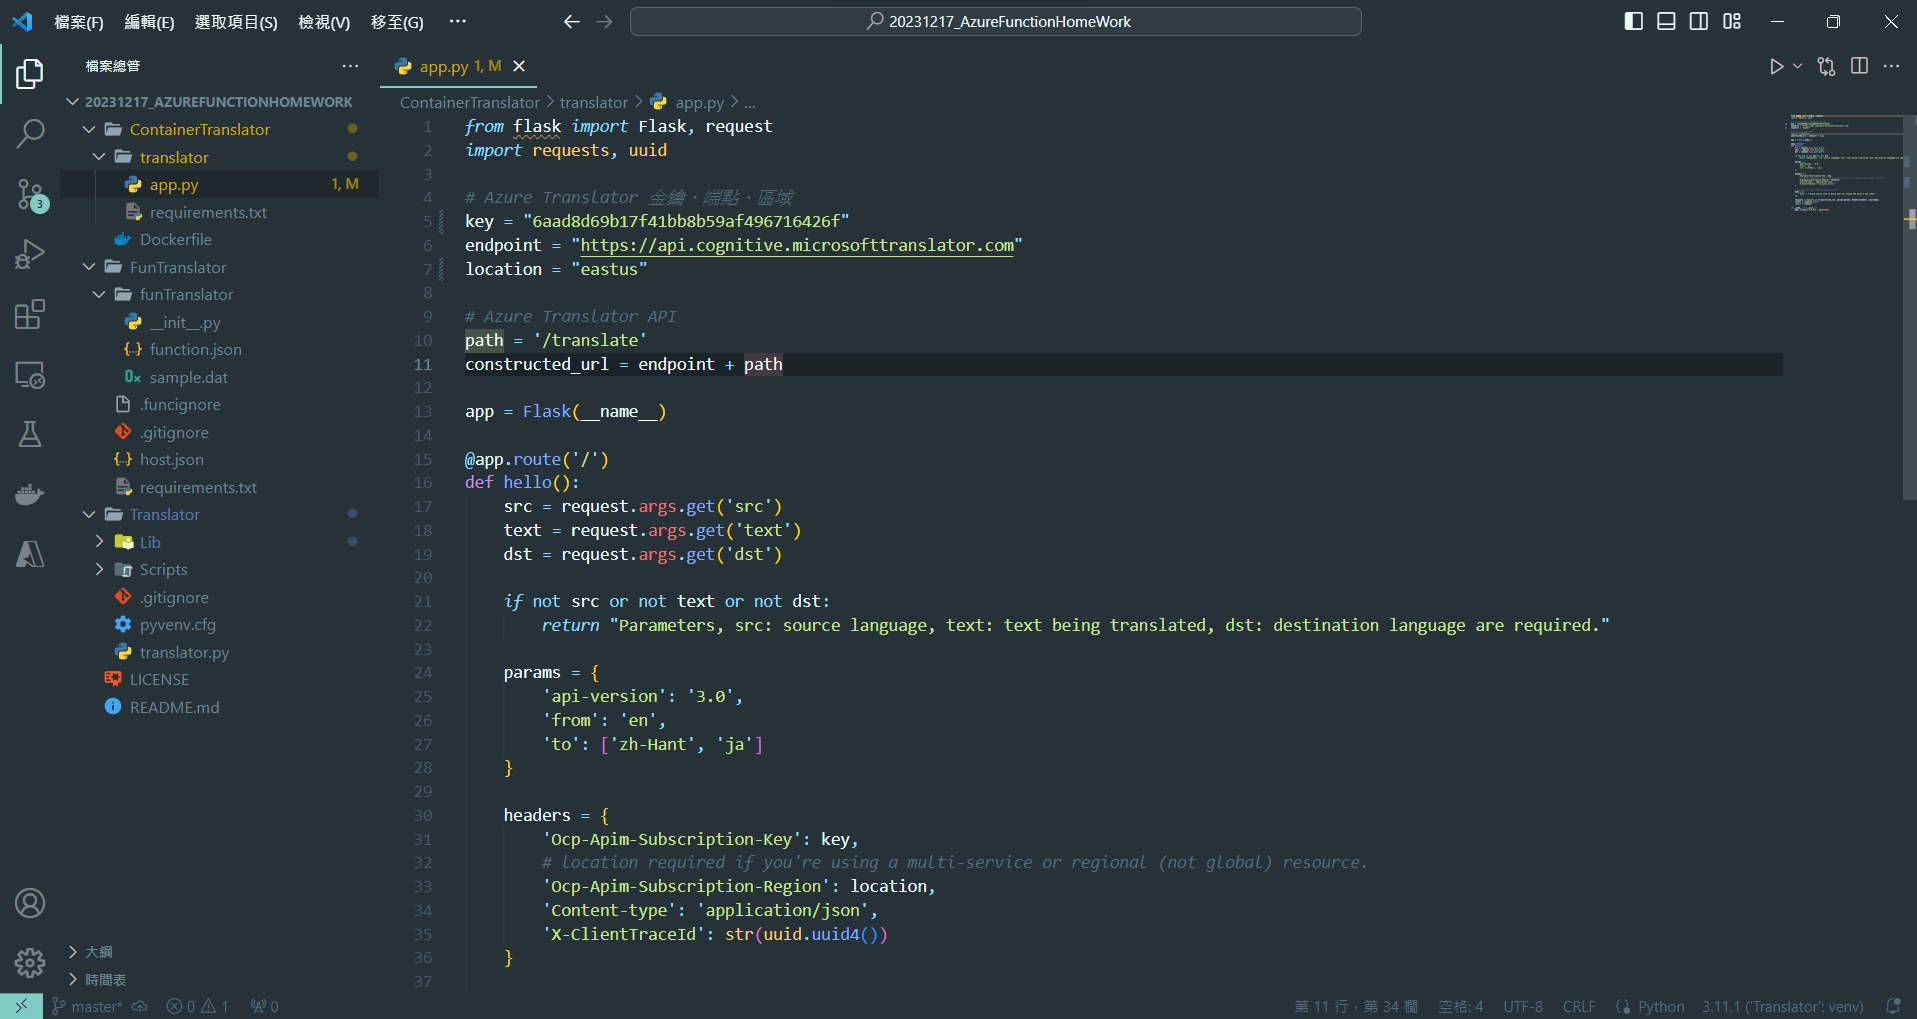 檔案(F) 編輯(E) 選取項目(S) 檢視(V) 移至(G) ··· 20231217_AzureFunctionHomeWork
檔案總管
20231217_AZUREFUNCTIONHOMEWORK
ContainerTranslator
translator
app.py 1, M
requirements.txt
Dockerfile
FunTranslator
funTranslator
__init__.py
function.json
sample.dat
.funcignore
.gitignore
host.json
requirements.txt
Translator
Lib
Scripts
.gitignore
pyvenv.cfg
translator.py
LICENSE
README.md
大綱
時間表
3
app.py 1, M
ContainerTranslator > translator > app.py > ...
1 from flask import Flask, request
2 import requests, uuid
3
4 # Azure Translator 金鑰、端點、區域
5 key = "6aad8d69b17f41bb8b59af496716426f"
6 endpoint = "https://api.cognitive.microsofttranslator.com"
7 location = "eastus"
8
9 # Azure Translator API
10 path = '/translate'
11 constructed_url = endpoint + path
12
13 app = Flask(__name__)
14
15 @app.route('/')
16 def hello():
17     src = request.args.get('src')
18     text = request.args.get('text')
19     dst = request.args.get('dst')
20
21     if not src or not text or not dst:
22         return "Parameters, src: source language, text: text being translated, dst: destination language are required."
23
24     params = {
25         'api-version': '3.0',
26         'from': 'en',
27         'to': ['zh-Hant', 'ja']
28     }
29
30     headers = {
31         'Ocp-Apim-Subscription-Key': key,
32         # location required if you're using a multi-service or regional (not global) resource.
33         'Ocp-Apim-Subscription-Region': location,
34         'Content-type': 'application/json',
35         'X-ClientTraceId': str(uuid.uuid4())
36     }
37
master* 0 1 0 第 11 行，第 34 欄 空格: 4 UTF-8 CRLF Python 3.11.1 ('Translator': venv)